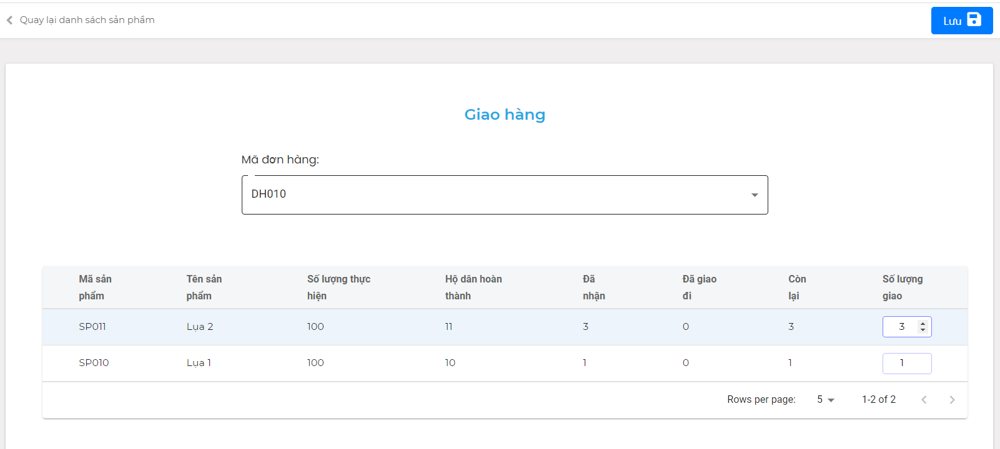 Quay lại danh sách sản phẩm
Lưu
Giao hàng
Mã đơn hàng:
DH010
Mã sản phẩm Tên sản phẩm Số lượng thực hiện Hộ dân hoàn thành Đã nhận Đã giao đi Còn lại Số lượng giao
SP011 Lụa 2 100 11 3 0 3 3
SP010 Lụa 1 100 10 1 0 1 1
Rows per page: 5 1-2 of 2